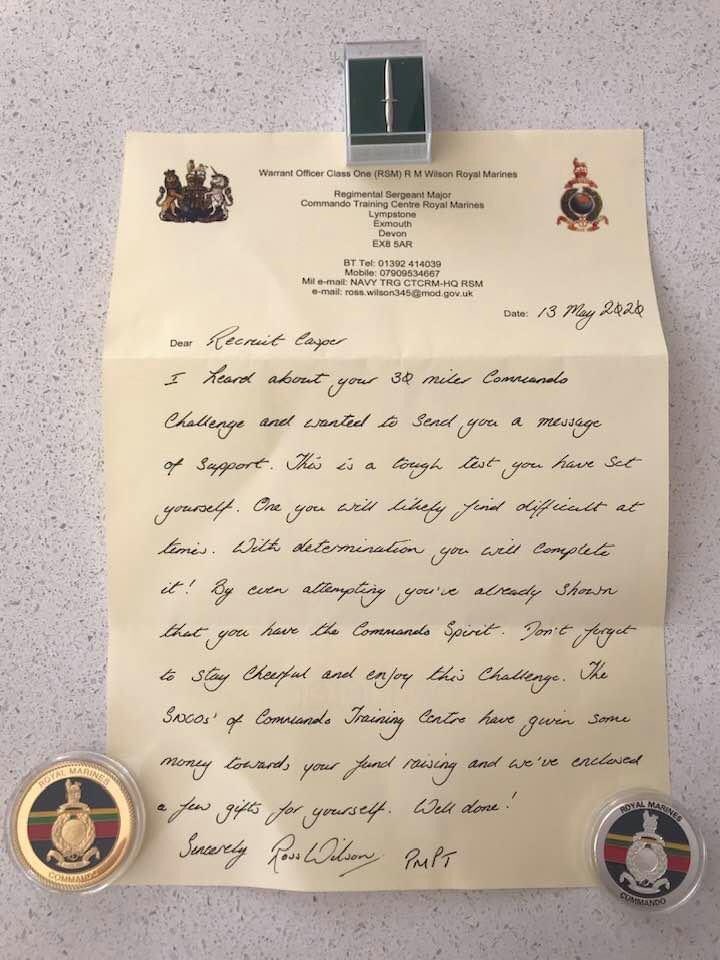 Warrant Officer Class One (RSM) R M Wilson Royal Marines
Regimental Sergeant Major
Commando Training Centre Royal Marines
Lympstone
Exmouth
Devon
EX8 5AR
BT Tel: 01392 414039
Mobile: 07909534667
Mil e-mail: NAVY TRG CTCRM-HQ RSM
e-mail: ross.wilson345@mod.gov.uk
Date: 13 May 2020
Dear Recruit Casper
I heard about your 30 miler Commando
Challenge and wanted to send you a message
of support. This is a tough test you have set
yourself. One you will likely find difficult at
times. With determination you will complete
it! By even attempting you've already shown
that you have the Commando Spirit. Don't forget
to stay cheerful and enjoy this challenge. The
SNCOs' of Commando Training Centre have given some
money towards your fund raising and we've enclosed
a few gifts for yourself. Well done!
Sincerely Ross Wilson PMPT
ROYAL MARINES
COMMANDO
ROYAL MARINES
COMMANDO